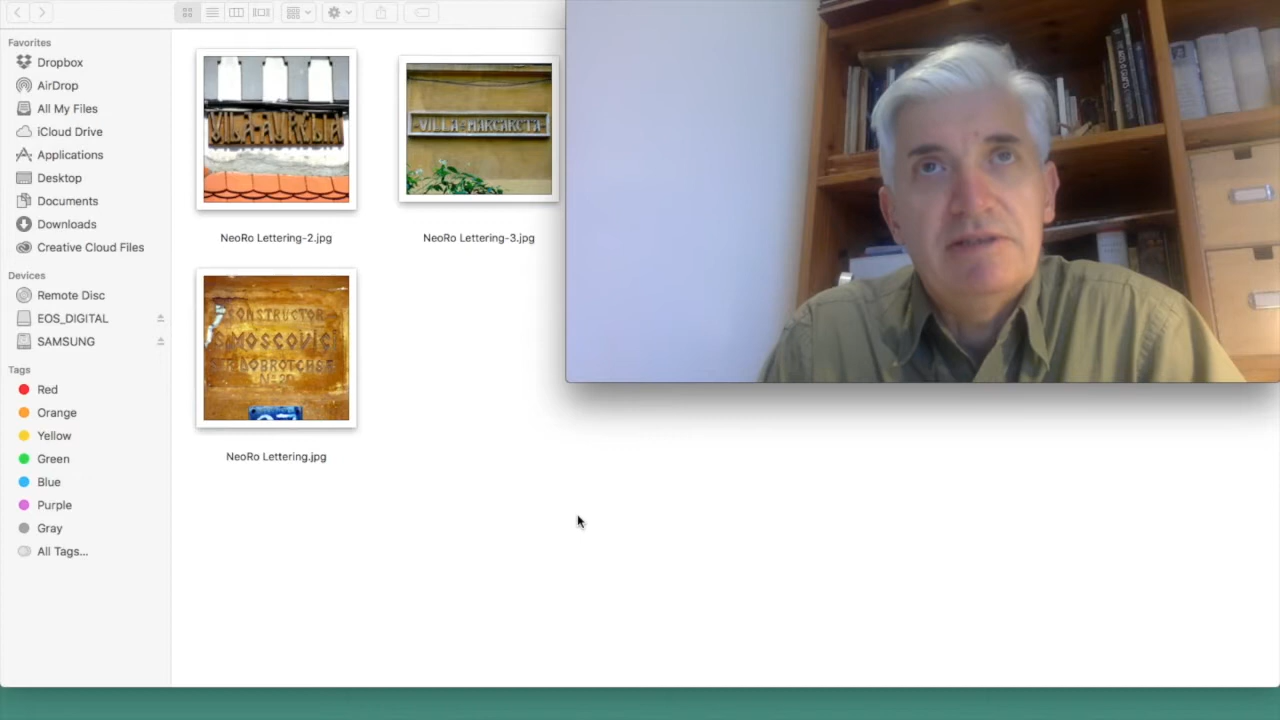 Favorites
Dropbox
AirDrop
All My Files
iCloud Drive
Applications
Desktop
Documents
Downloads
Creative Cloud Files
Devices
Remote Disc
EOS_DIGITAL
SAMSUNG
Tags
Red
Orange
Yellow
Green
Blue
Purple
Gray
All Tags...
VILA AURELIA
NeoRo Lettering-2.jpg
VILLA MARGARETA
NeoRo Lettering-3.jpg
CONSTRUCTOR
S. MOSCOVICI
NeoRo Lettering.jpg